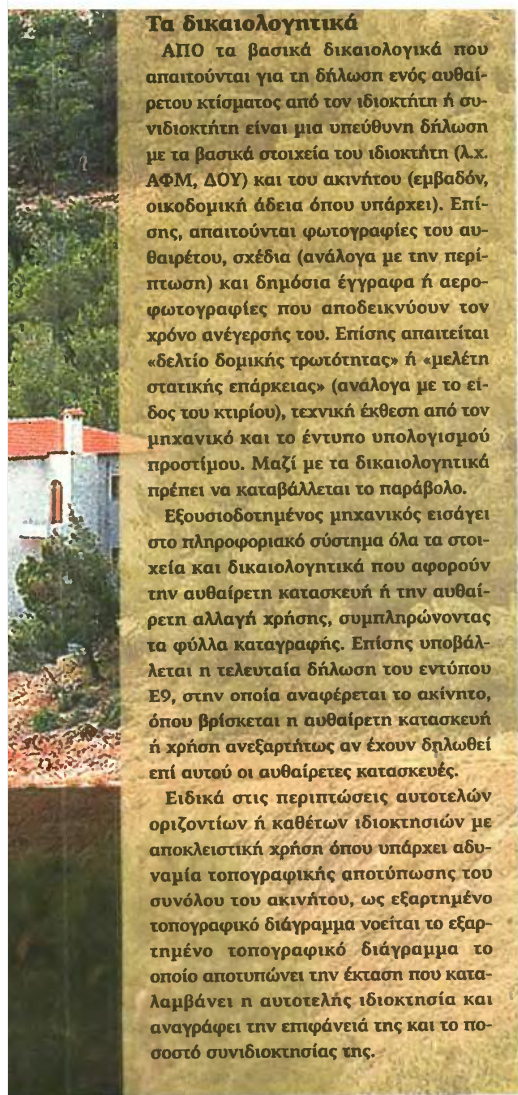 Τα δικαιολογητικά
ΑΠΟ τα βασικά δικαιολογικά που
απαιτούνται για τη δήλωση ενός αυθαί-
ρετου κτίσματος από τον ιδιοκτήτη ή συ-
νιδιοκτήτη είναι μια υπεύθυνη δήλωση
με τα βασικά στοιχεία του ιδιοκτήτη (λ.χ.
ΑΦΜ, ΔΟΥ) και του ακινήτου (εμβαδόν,
οικοδομική άδεια όπου υπάρχει). Επί-
σης, απαιτούνται φωτογραφίες του αυ-
θαιρέτου, σχέδια (ανάλογα με την περί-
πτωση) και δημόσια έγγραφα ή αερο-
φωτογραφίες που αποδεικνύουν τον
χρόνο ανέγερσής του. Επίσης απαιτείται
«δελτίο δομικής τρωτότητας» ή «μελέτη
στατικής επάρκειας» (ανάλογα με το εί-
δος του κτιρίου), τεχνική έκθεση από τον
μηχανικό και το έντυπο υπολογισμού
προστίμου. Μαζί με τα δικαιολογητικά
πρέπει να καταβάλλεται το παράβολο.
Εξουσιοδοτημένος μηχανικός εισάγει
στο πληροφοριακό σύστημα όλα τα στοι-
χεία και δικαιολογητικά που αφορούν
την αυθαίρετη κατασκευή ή την αυθαί-
ρετη αλλαγή χρήσης, συμπληρώνοντας
τα φύλλα καταγραφής. Επίσης υποβάλ-
λεται η τελευταία δήλωση του εντύπου
Ε9, στην οποία αναφέρεται το ακίνητο,
όπου βρίσκεται η αυθαίρετη κατασκευή
ή χρήση ανεξαρτήτως αν έχουν δηλωθεί
επί αυτού οι αυθαίρετες κατασκευές.
Ειδικά στις περιπτώσεις αυτοτελών
οριζοντίων ή καθέτων ιδιοκτησιών με
αποκλειστική χρήση όπου υπάρχει αδυ-
ναμία τοπογραφικής αποτύπωσης του
συνόλου του ακινήτου, ως εξαρτημένο
τοπογραφικό διάγραμμα νοείται το εξαρ-
τημένο τοπογραφικό διάγραμμα το
οποίο αποτυπώνει την έκταση που κατα-
λαμβάνει η αυτοτελής ιδιοκτησία και
αναγράφει την επιφάνειά της και το πο-
σοστό συνιδιοκτησίας της.